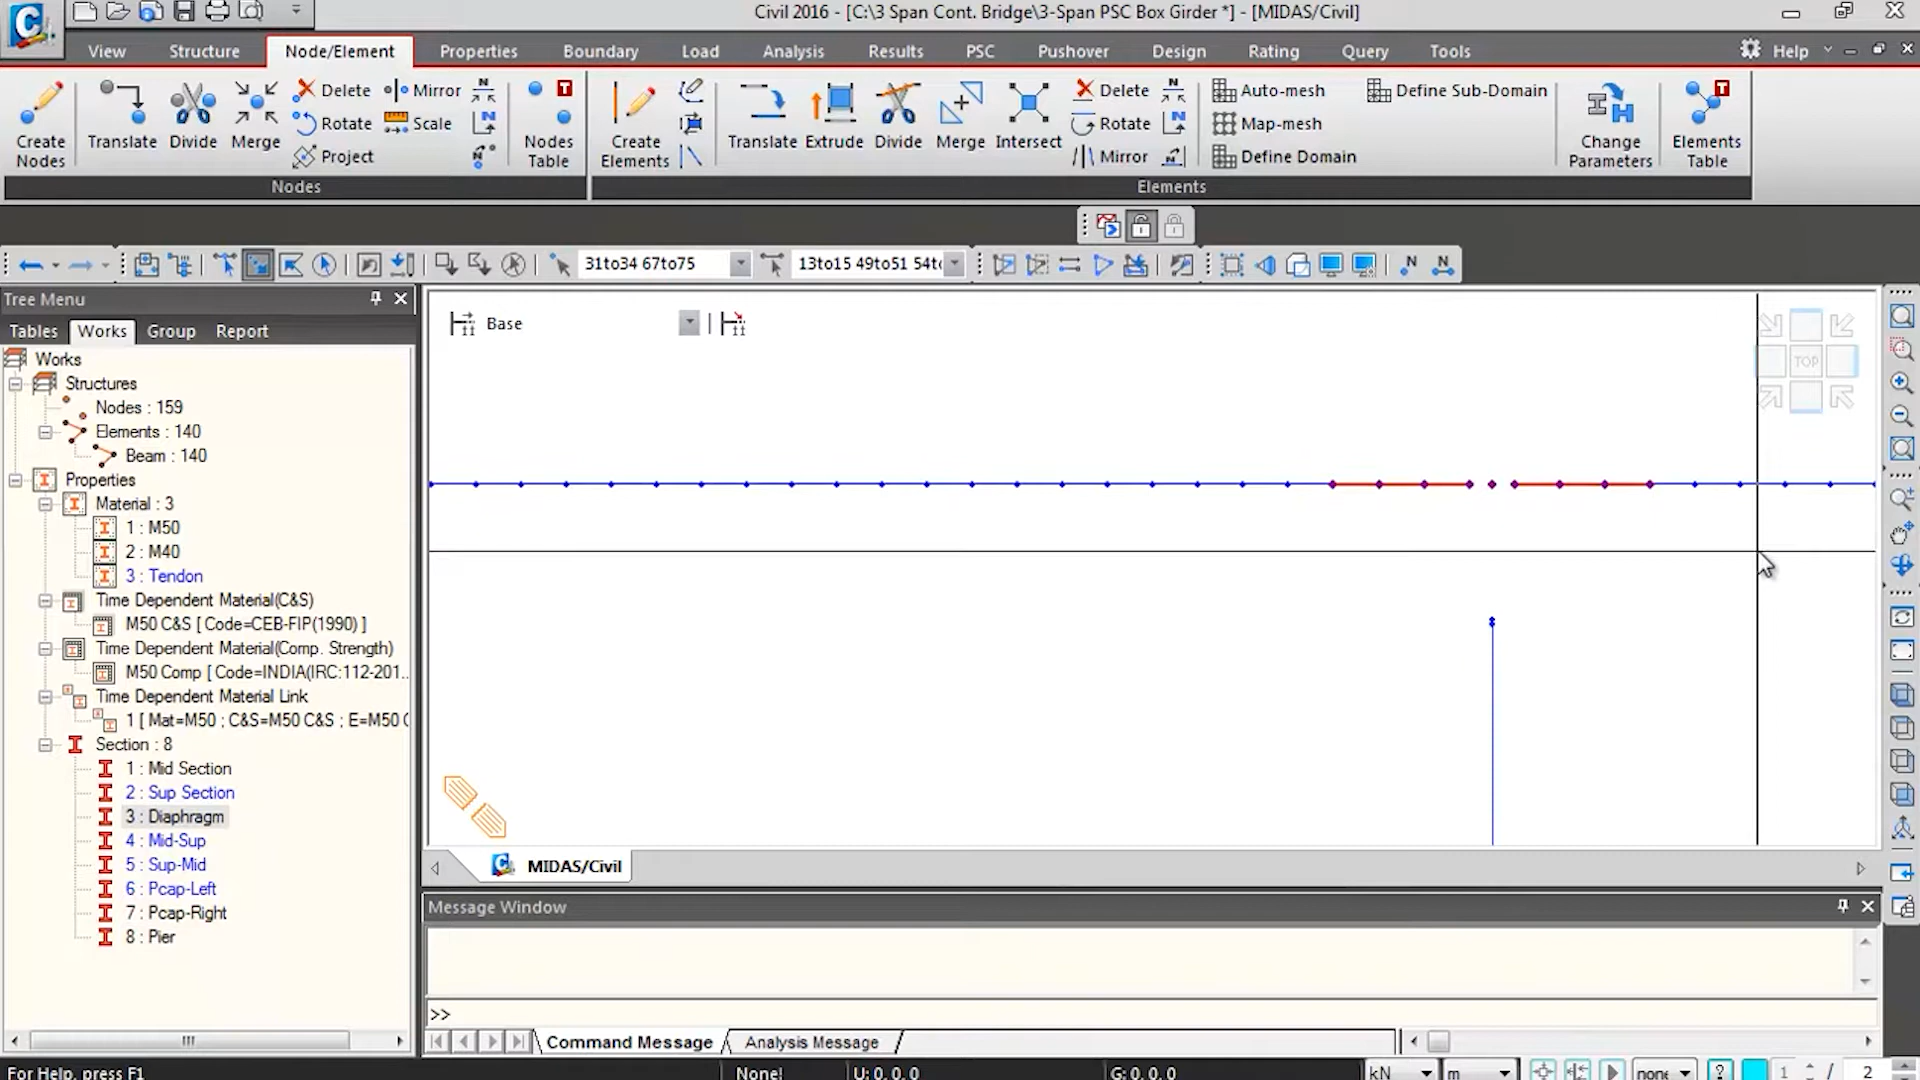 Civil 2016 - [C:\3 Span Cont. Bridge\3-Span PSC Box Girder *] - [MIDAS/Civil]
View Structure Node/Element Properties Boundary Load Analysis Results PSC Pushover Design Rating Query Tools Help
Create Nodes
Translate
Divide
Merge
Delete
Rotate
Project
Mirror
Scale
Nodes Table
Create Elements
Translate
Extrude
Divide
Merge
Intersect
Delete
Rotate
Mirror
Auto-mesh
Map-mesh
Define Domain
Define Sub-Domain
Change Parameters
Elements Table
Nodes
Elements
31to34 67to75
13to15 49to51 54t
Tree Menu
Tables Works Group Report
Works
Structures
Nodes : 159
Elements : 140
Beam : 140
Properties
Material : 3
1 : M50
2 : M40
3 : Tendon
Time Dependent Material(C&S)
M50 C&S [ Code=CEB-FIP(1990) ]
Time Dependent Material(Comp. Strength)
M50 Comp [ Code=INDIA(IRC:112-201...
Time Dependent Material Link
1 [ Mat=M50 ; C&S=M50 C&S ; E=M50 C
Section : 8
1 : Mid Section
2 : Sup Section
3 : Diaphragm
4 : Mid-Sup
5 : Sup-Mid
6 : Pcap-Left
7 : Pcap-Right
8 : Pier
Base
TOP
MIDAS/Civil
Message Window
>>
Command Message
Analysis Message
For Help, press F1
None!
U: 0, 0, 0
G: 0, 0, 0
kN
m
none
?
1 / 2